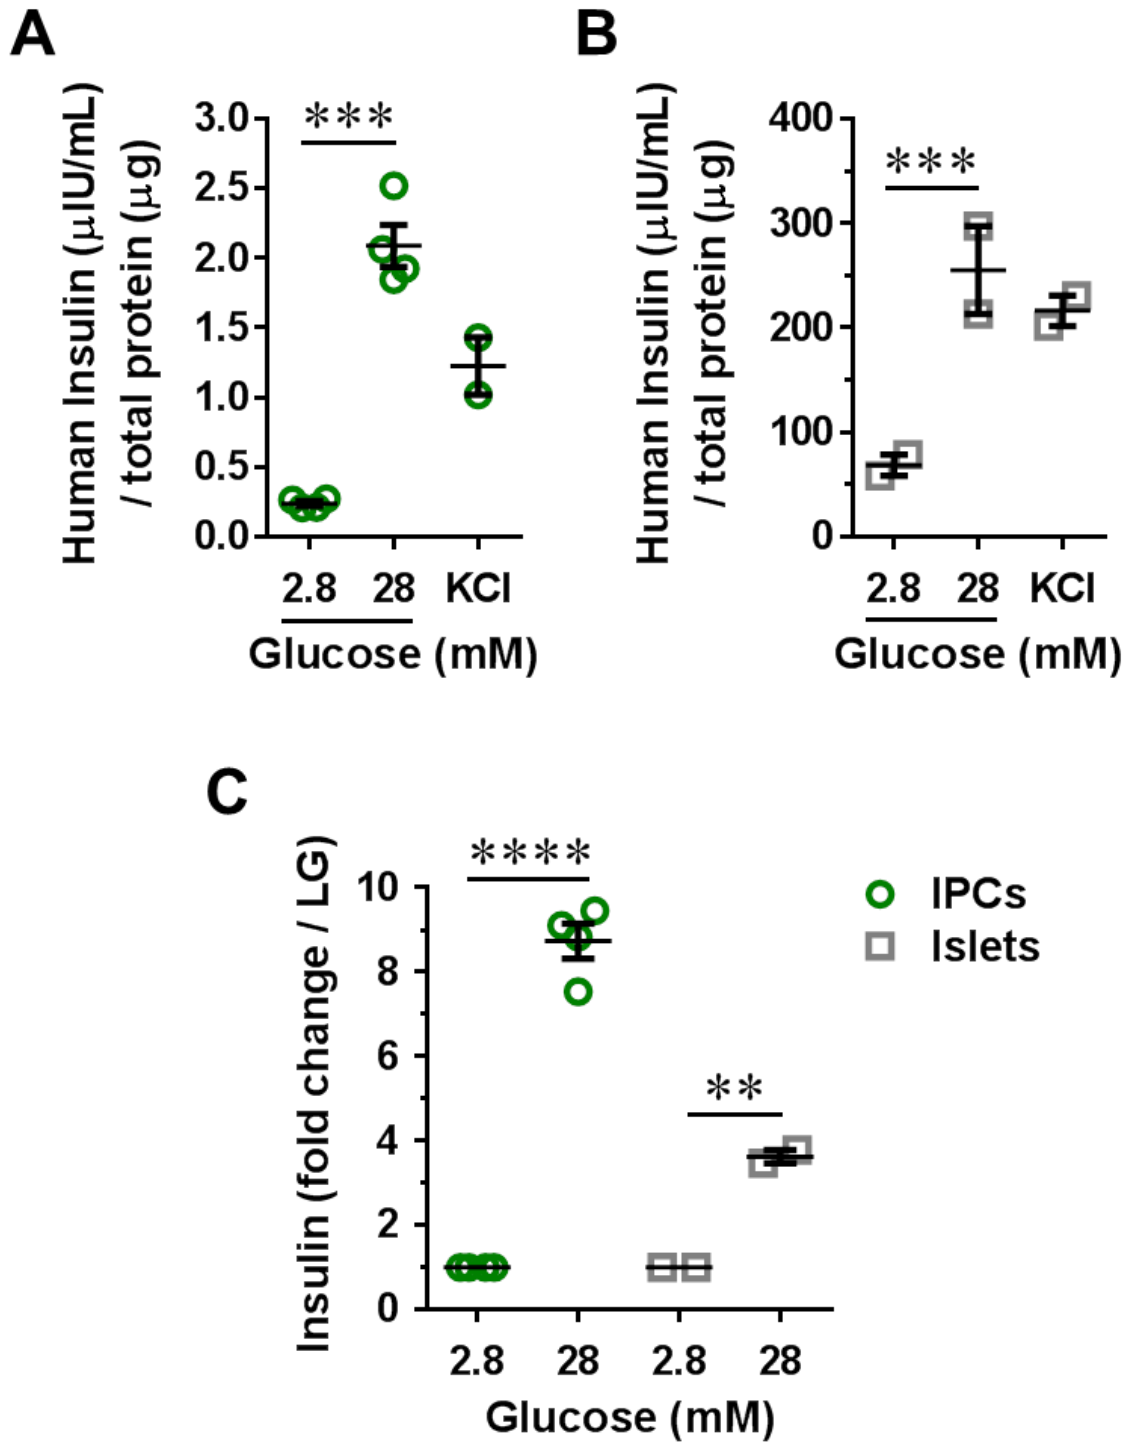 A
Human Insulin (μIU/mL)
/ total protein (μg)
3.0
2.5
2.0
1.5
1.0
0.5
0.0
***
2.8 28 KCl
Glucose (mM)
B
Human Insulin (μIU/mL)
/ total protein (μg)
400
300
200
100
0
***
2.8 28 KCl
Glucose (mM)
C
Insulin (fold change / LG)
10
8
6
4
2
0
****
**
2.8 28 2.8 28
Glucose (mM)
IPCs
Islets